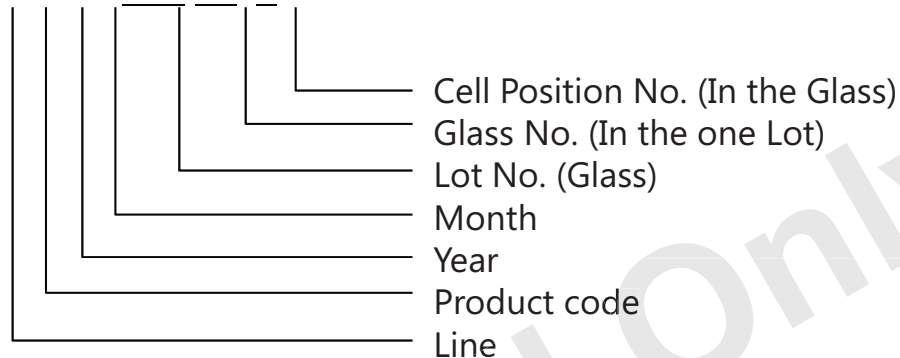 Cell Position No. (In the Glass)
Glass No. (In the one Lot)
Lot No. (Glass)
Month
Year
Product code
Line
Only